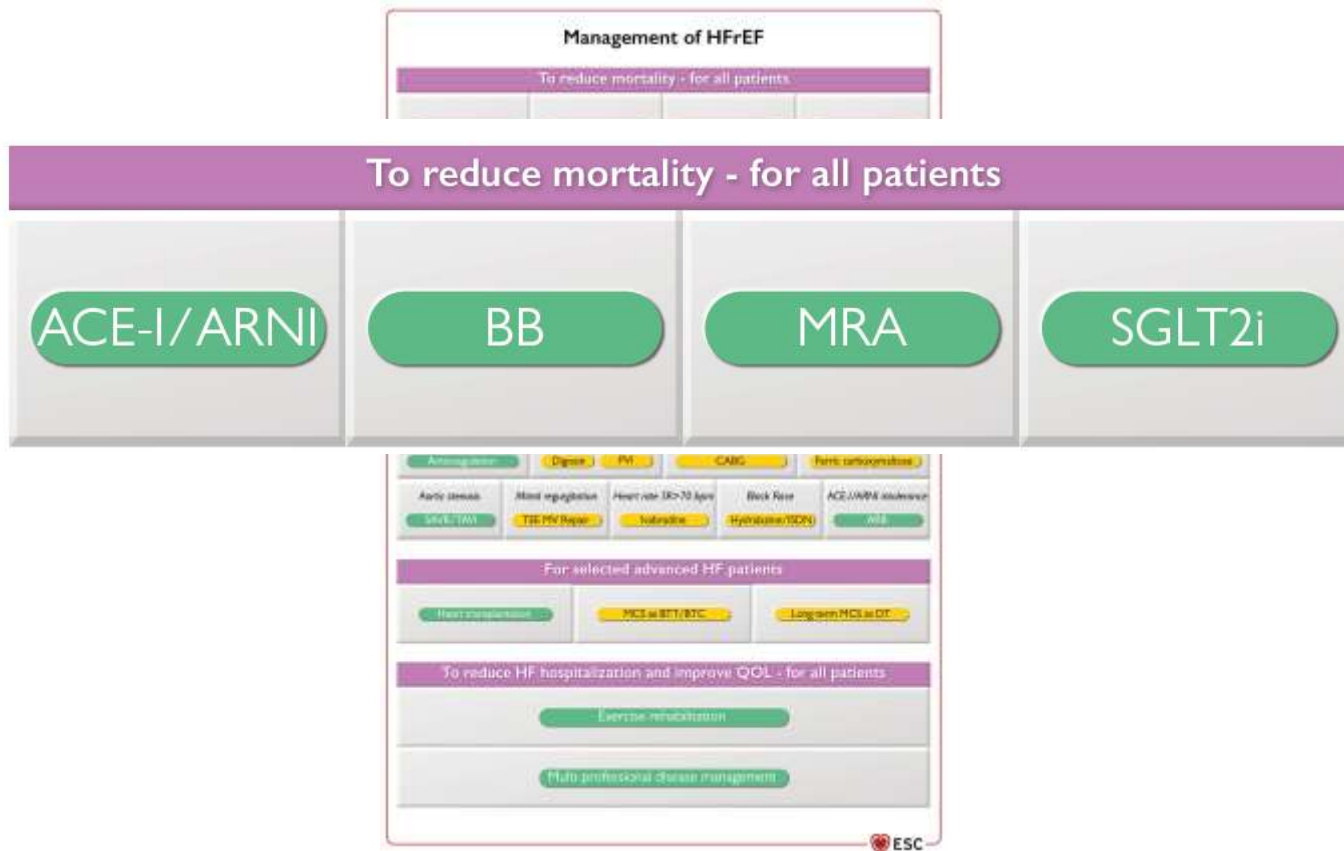 Management of HFrEF
To reduce mortality - for all patients
To reduce mortality - for all patients
ACE-I/ARNI BB MRA SGLT2i
Anticoagulation Digoxin PVI CABG Ferric carboxymaltose
Aortic stenosis Mitral regurgitation Heart rate SR>70 bpm Black Race ACE-I/ARNI intolerance
SAVR/TAVI TEE MV Repair Ivabradine Hydralazine/ISDN ARB
For selected advanced HF patients
Heart transplantation MCS as BTT/BTC Long-term MCS as DT
To reduce HF hospitalization and improve QOL - for all patients
Exercise rehabilitation
Multi-professional disease management
ESC